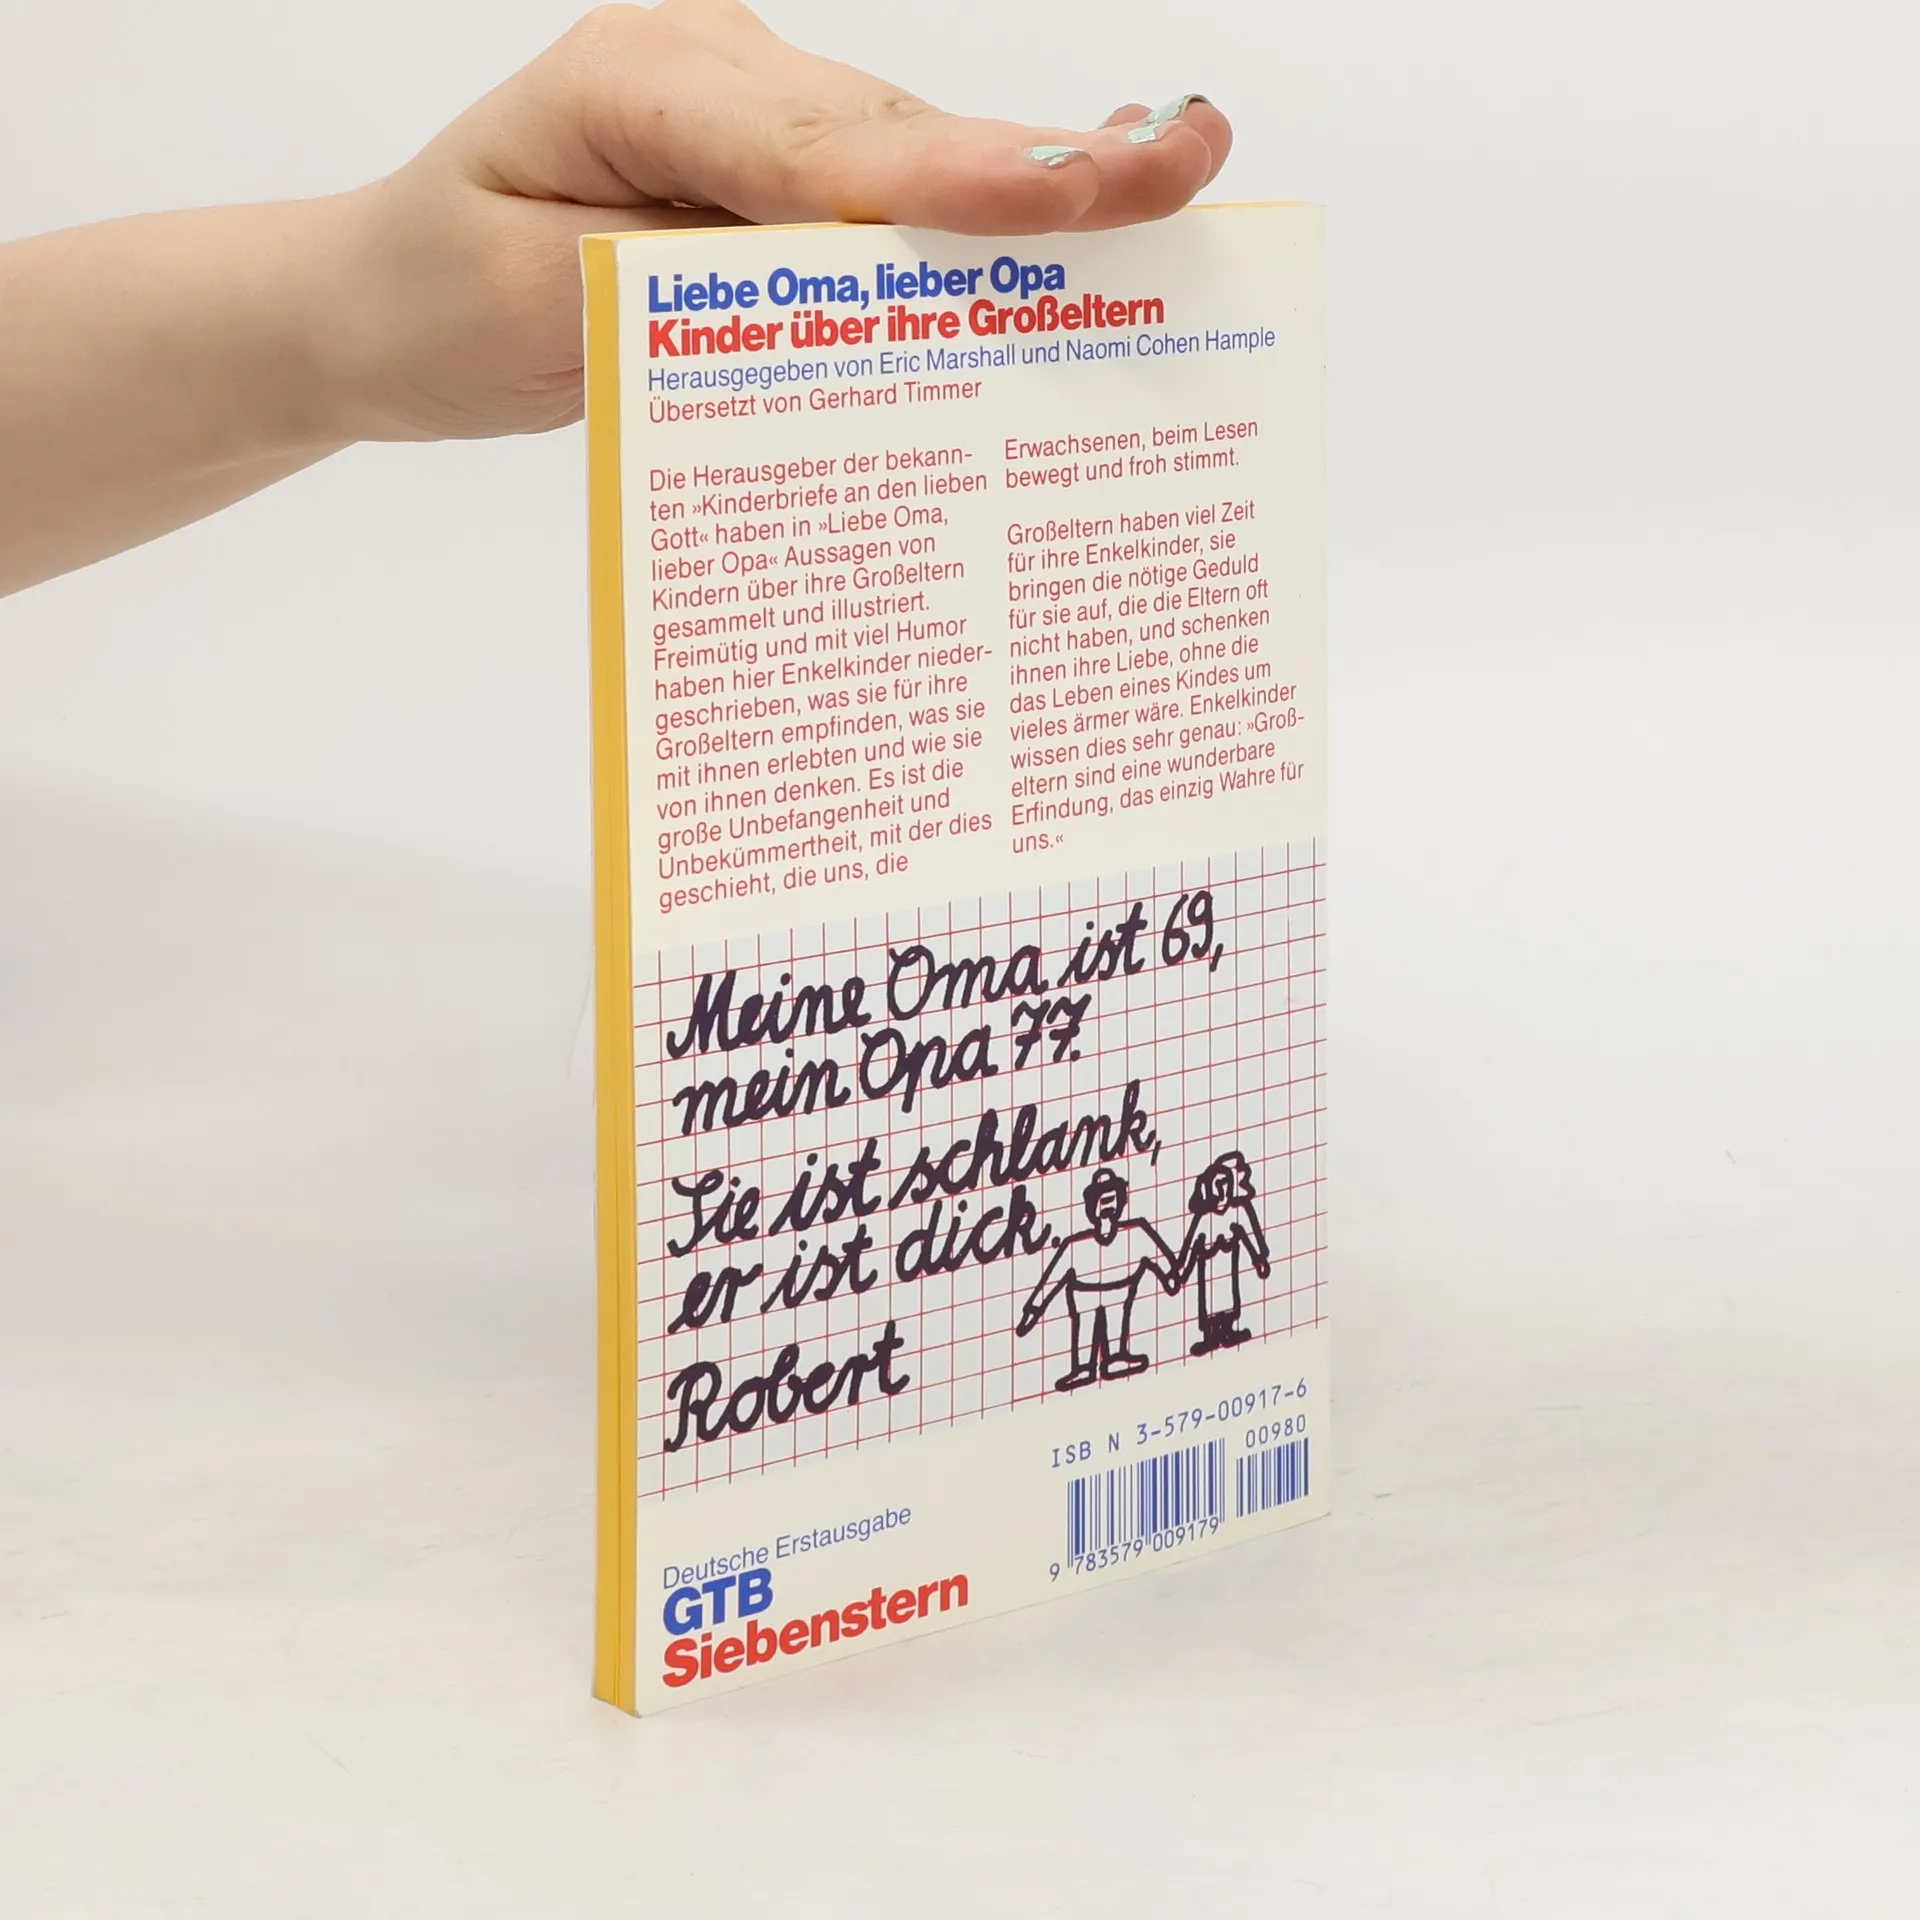 Liebe Oma, lieber Opa
Kinder über ihre Großeltern
Herausgegeben von Eric Marshall und Naomi Cohen Hample
Übersetzt von Gerhard Timmer
Die Herausgeber der bekann-
ten »Kinderbriefe an den lieben
Gott« haben in »Liebe Oma,
lieber Opa« Aussagen von
Kindern über ihre Großeltern
gesammelt und illustriert.
Freimütig und mit viel Humor
haben hier Enkelkinder nieder-
geschrieben, was sie für ihre
Großeltern empfinden, was sie
mit ihnen erlebten und wie sie
von ihnen denken. Es ist die
große Unbefangenheit und
Unbekümmertheit, mit der dies
geschieht, die uns, die
Erwachsenen, beim Lesen
bewegt und froh stimmt.
Großeltern haben viel Zeit
für ihre Enkelkinder, sie
bringen die nötige Geduld
für sie auf, die die Eltern oft
nicht haben, und schenken
ihnen ihre Liebe, ohne die
das Leben eines Kindes um
vieles ärmer wäre. Enkelkinder
wissen dies sehr genau: »Groß-
eltern sind eine wunderbare
Erfindung, das einzig Wahre für
uns.«
Meine Oma ist 69,
mein Opa 77.
Sie ist schlank,
er ist dick.
Robert
ISBN 3-579-00917-6
00980
9 783579 009179
Deutsche Erstausgabe
GTB
Siebenstern